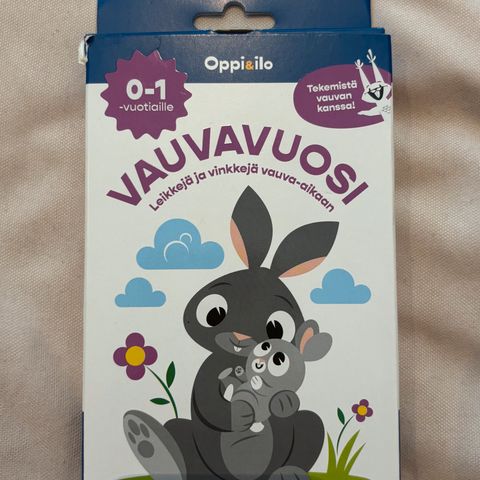 Oppi&ilo
0-1
-vuotiaille
Tekemistä
vauvan
kanssa!
VAUVAVUOSI
Leikkejä ja vinkkejä vauva-aikaan